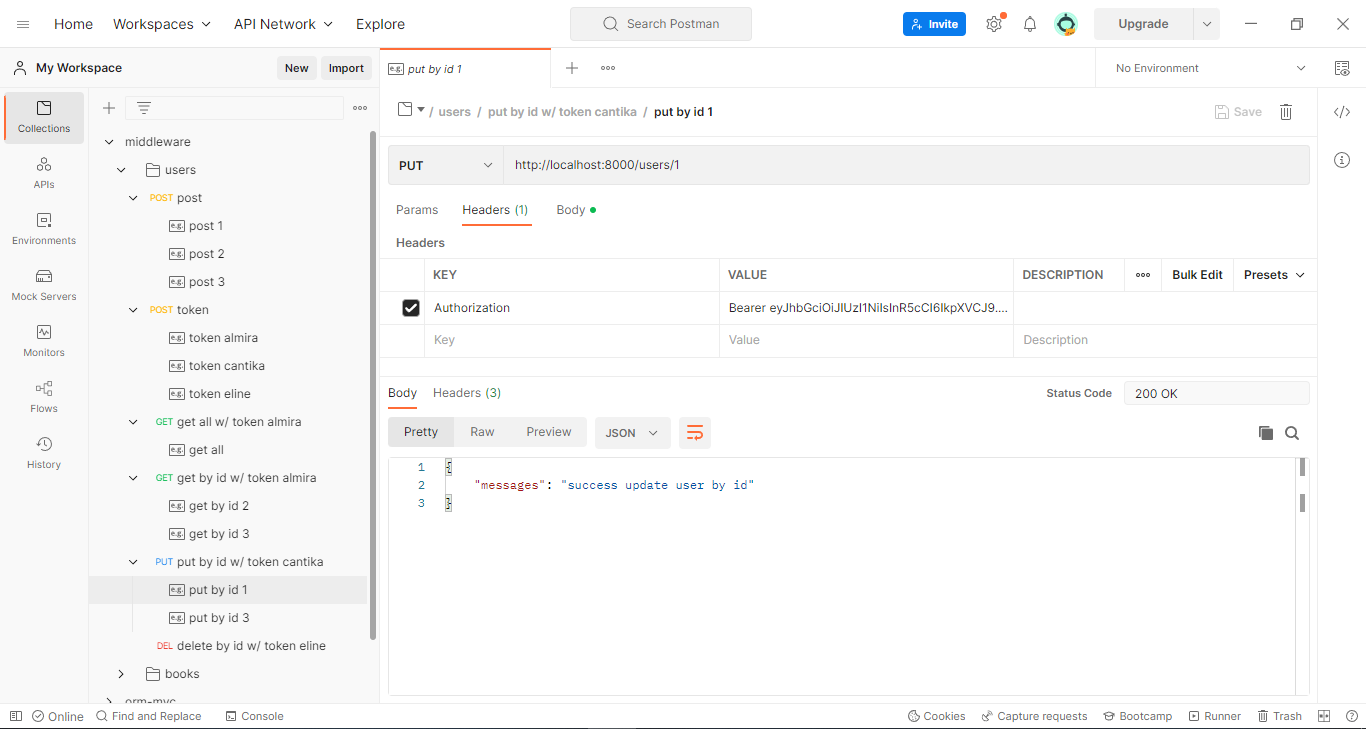 Home
Workspaces
API Network
Explore
Search Postman
Invite
Upgrade
My Workspace
New
Import
put by id 1
No Environment
Collections
APIs
Environments
Mock Servers
Monitors
Flows
History
middleware
users
POST post
e.g. post 1
e.g. post 2
e.g. post 3
POST token
e.g. token almira
e.g. token cantika
e.g. token eline
GET get all w/ token almira
e.g. get all
GET get by id w/ token almira
e.g. get by id 2
e.g. get by id 3
PUT put by id w/ token cantika
e.g. put by id 1
e.g. put by id 3
DEL delete by id w/ token eline
books
orm-mvc
/ users / put by id w/ token cantika / put by id 1
Save
PUT
http://localhost:8000/users/1
Params
Headers (1)
Body
Headers
KEY
VALUE
DESCRIPTION
Bulk Edit
Presets
Authorization
Bearer eyJhbGciOiJIUzI1NiIsInR5cCI6IkpXVCJ9....
Key
Value
Description
Body
Headers (3)
Status Code
200 OK
Pretty
Raw
Preview
JSON
1 {
2 "messages": "success update user by id"
3 }
Online
Find and Replace
Console
Cookies
Capture requests
Bootcamp
Runner
Trash